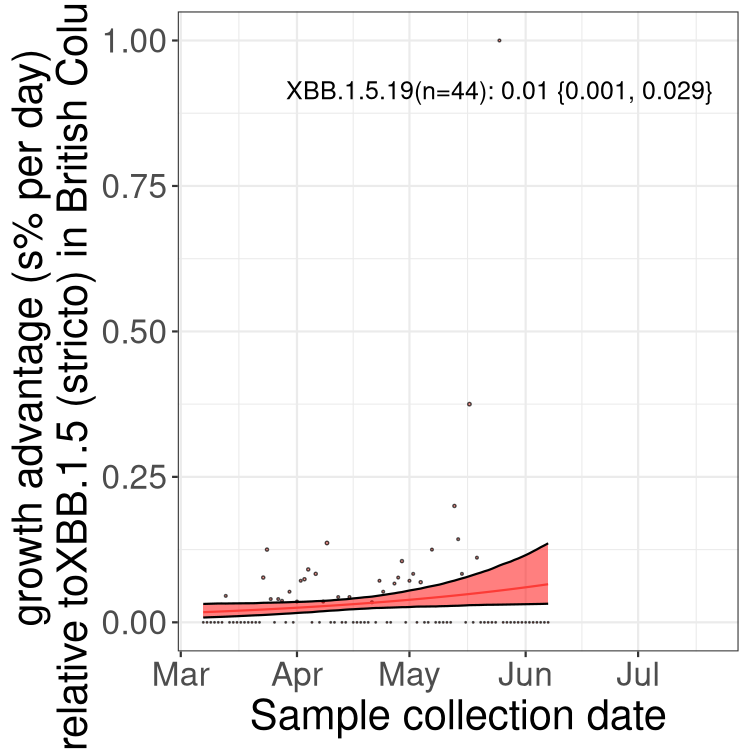 growth advantage (s% per day)
relative toXBB.1.5 (stricto) in British Colu
1.00
0.75
0.50
0.25
0.00
XBB.1.5.19(n=44): 0.01 {0.001, 0.029}
Mar Apr May Jun Jul
Sample collection date